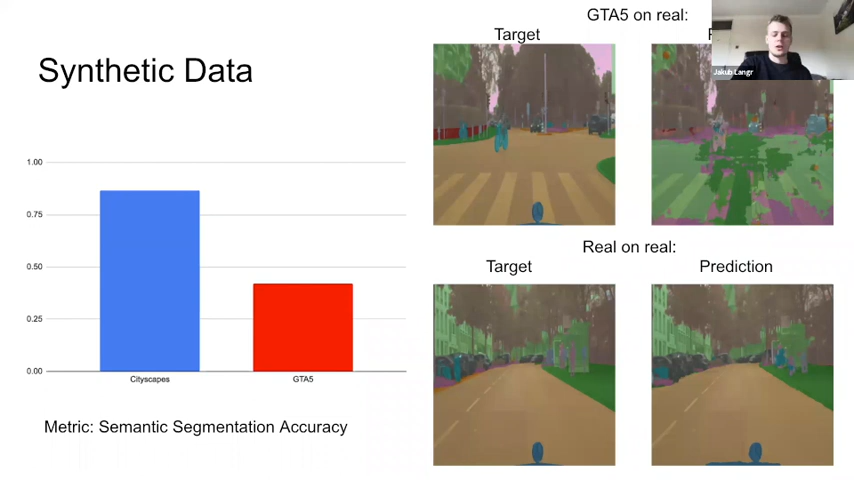 Synthetic Data
1.00
0.75
0.50
0.25
0.00
Cityscapes
GTA5
Metric: Semantic Segmentation Accuracy
GTA5 on real:
Target
Jakub Langr
Real on real:
Target
Prediction